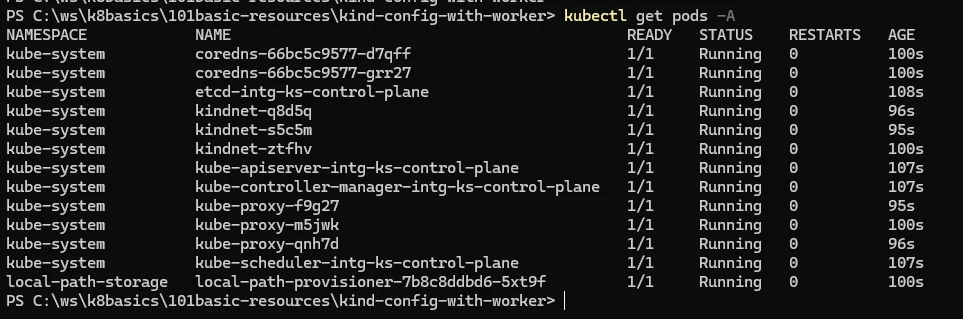 PS C:\ws\k8basics\101basic-resources\kind-config-with-worker> kubectl get pods -A
NAMESPACE NAME READY STATUS RESTARTS AGE
kube-system coredns-66bc5c9577-d7qff 1/1 Running 0 100s
kube-system coredns-66bc5c9577-grr27 1/1 Running 0 100s
kube-system etcd-intg-ks-control-plane 1/1 Running 0 108s
kube-system kindnet-q8d5q 1/1 Running 0 96s
kube-system kindnet-s5c5m 1/1 Running 0 95s
kube-system kindnet-ztfhv 1/1 Running 0 100s
kube-system kube-apiserver-intg-ks-control-plane 1/1 Running 0 107s
kube-system kube-controller-manager-intg-ks-control-plane 1/1 Running 0 107s
kube-system kube-proxy-f9g27 1/1 Running 0 95s
kube-system kube-proxy-m5jwk 1/1 Running 0 100s
kube-system kube-proxy-qnh7d 1/1 Running 0 96s
kube-system kube-scheduler-intg-ks-control-plane 1/1 Running 0 107s
local-path-storage local-path-provisioner-7b8c8ddbd6-5xt9f 1/1 Running 0 100s
PS C:\ws\k8basics\101basic-resources\kind-config-with-worker>